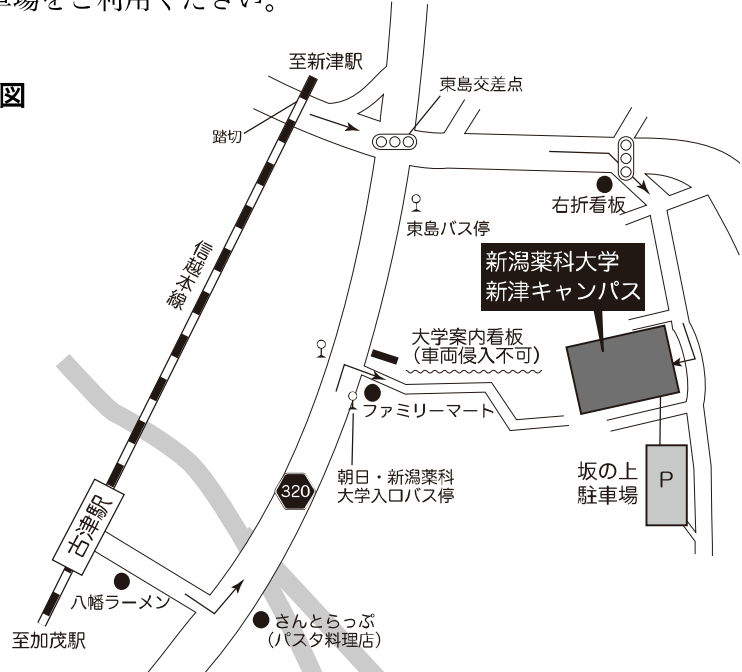 車場をご利用ください。
図
至新津駅
東島交差点
踏切
右折看板
東島バス停
信越本線
新潟薬科大学
新津キャンパス
大学案内看板
（車両侵入不可）
ファミリーマート
坂の上
駐車場
P
朝日・新潟薬科
大学入口バス停
320
古津駅
八幡ラーメン
さんとらっぷ
（パスタ料理店）
至加茂駅